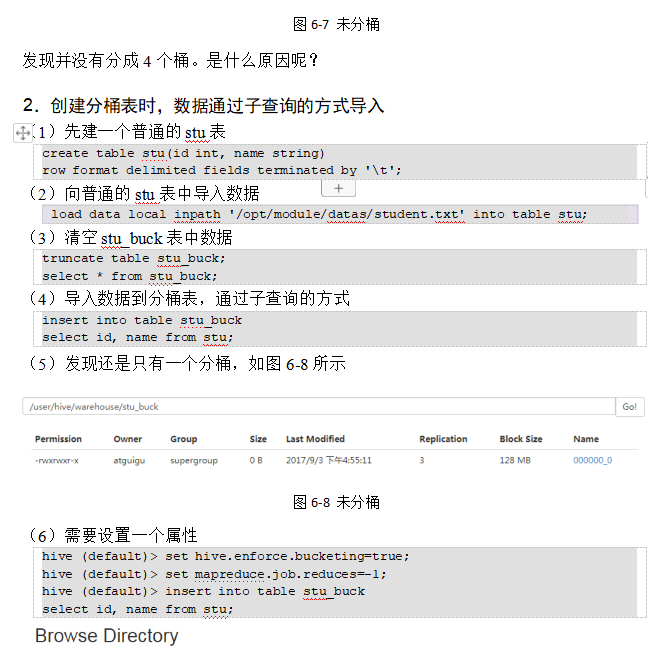 图 6-7 未分桶
发现并没有分成 4 个桶。是什么原因呢？
2．创建分桶表时，数据通过子查询的方式导入
（1）先建一个普通的 stu 表
create table stu(id int, name string)
row format delimited fields terminated by '\t';
（2）向普通的 stu 表中导入数据
load data local inpath '/opt/module/datas/student.txt' into table stu;
（3）清空 stu_buck 表中数据
truncate table stu_buck;
select * from stu_buck;
（4）导入数据到分桶表，通过子查询的方式
insert into table stu_buck
select id, name from stu;
（5）发现还是只有一个分桶，如图 6-8 所示
/user/hive/warehouse/stu_buck Go!
Permission Owner Group Size Last Modified Replication Block Size Name
-rwxrwxr-x atguigu supergroup 0 B 2017/9/3 下午4:55:11 3 128 MB 000000_0
图 6-8 未分桶
（6）需要设置一个属性
hive (default)> set hive.enforce.bucketing=true;
hive (default)> set mapreduce.job.reduces=-1;
hive (default)> insert into table stu_buck
select id, name from stu;
Browse Directory